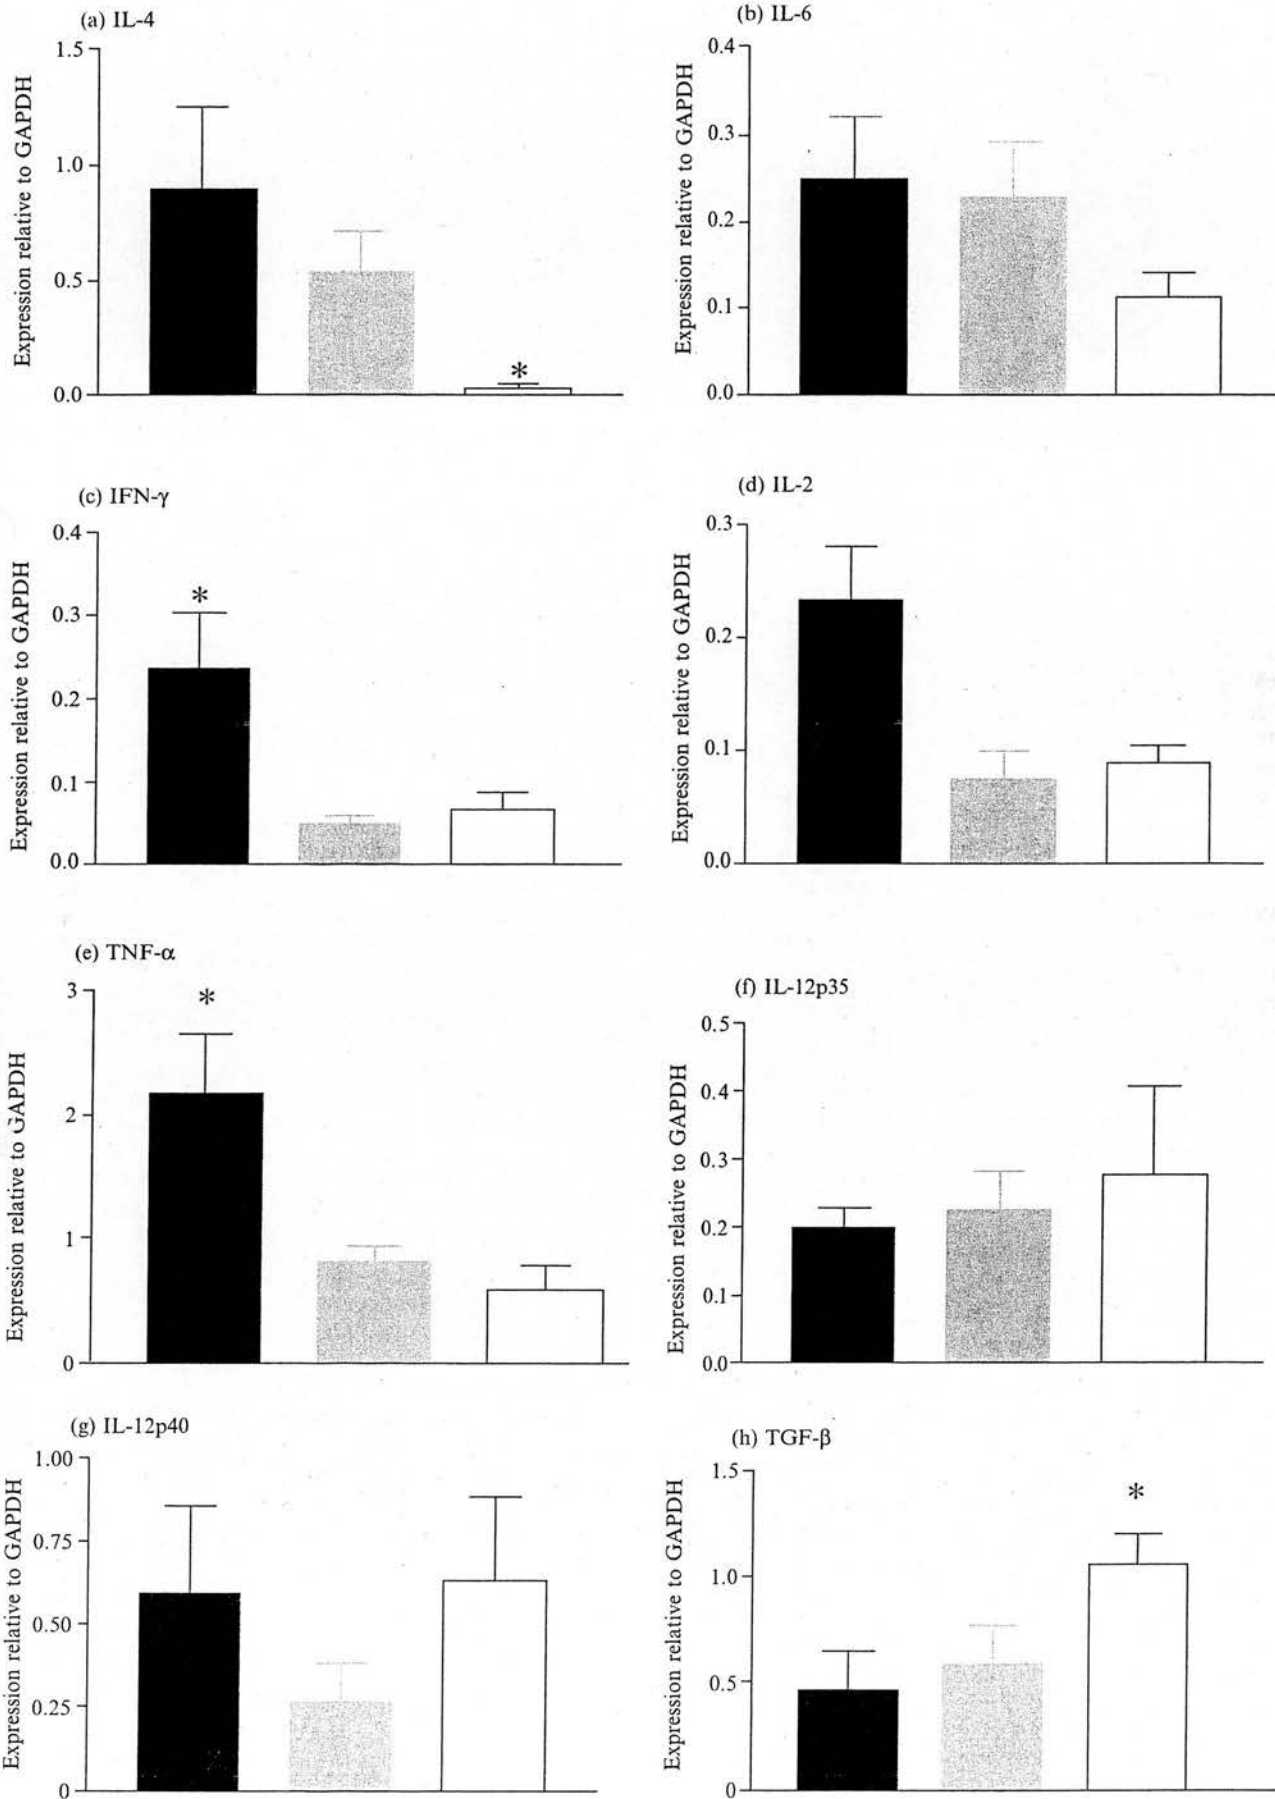 (a) IL-4
Expression relative to GAPDH
1.5
1.0
0.5
0.0
*
(b) IL-6
Expression relative to GAPDH
0.4
0.3
0.2
0.1
0.0
(c) IFN-γ
Expression relative to GAPDH
0.4
0.3
0.2
0.1
0.0
*
(d) IL-2
Expression relative to GAPDH
0.3
0.2
0.1
0.0
(e) TNF-α
Expression relative to GAPDH
3
2
1
0
*
(f) IL-12p35
Expression relative to GAPDH
0.5
0.4
0.3
0.2
0.1
0.0
(g) IL-12p40
Expression relative to GAPDH
1.00
0.75
0.50
0.25
0
(h) TGF-β
Expression relative to GAPDH
1.5
1.0
0.5
0
*